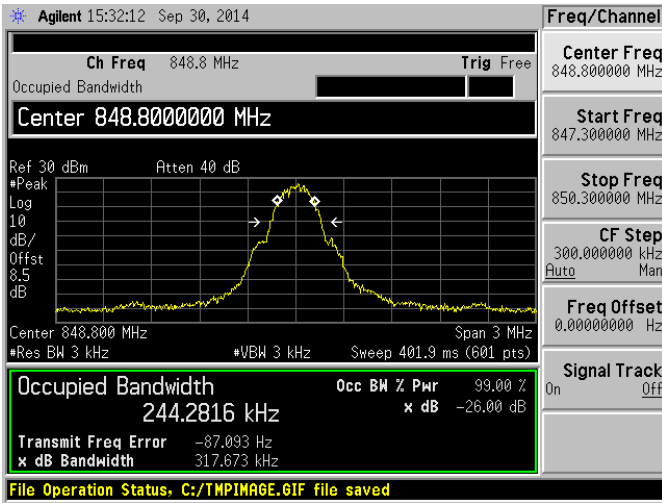 Agilent 15:32:12 Sep 30, 2014
Freq/Channel
Ch Freq 848.8 MHz Trig Free
Occupied Bandwidth
Center 848.8000000 MHz
Ref 30 dBm Atten 40 dB
#Peak
Log
10
dB/
Offst
8.5
dB
Center 848.800 MHz Span 3 MHz
#Res BW 3 kHz #VBW 3 kHz Sweep 401.9 ms (601 pts)
Occupied Bandwidth
244.2816 kHz
Occ BW % Pwr 99.00 %
x dB -26.00 dB
Transmit Freq Error -87.093 Hz
x dB Bandwidth 317.673 kHz
File Operation Status, C:/TMPIMAGE.GIF file saved
Center Freq
848.800000 MHz
Start Freq
847.300000 MHz
Stop Freq
850.300000 MHz
CF Step
300.000000 kHz
Auto Man
Freq Offset
0.00000000 Hz
Signal Track
On Off